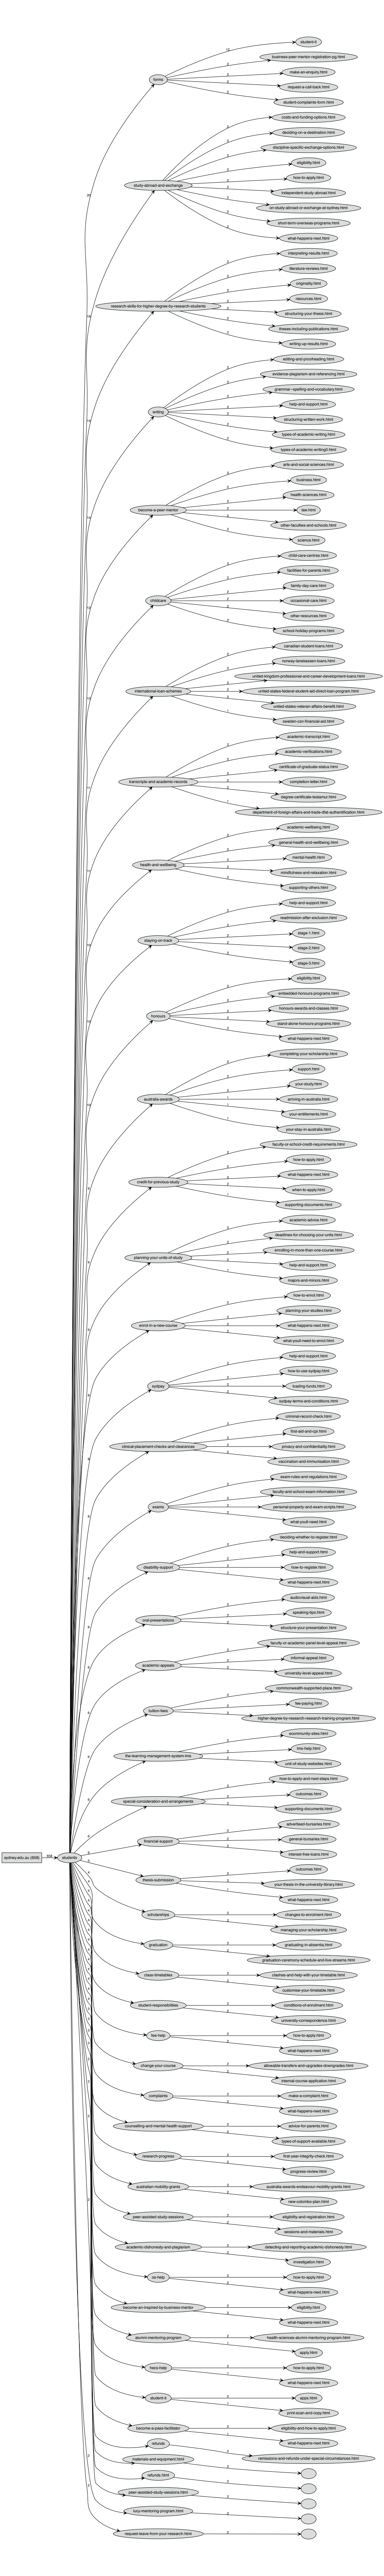 student-it
forms
business-peer-mentor-registration-pg.html
make-an-enquiry.html
request-a-call-back.html
student-complaints-form.html
costs-and-funding-options.html
deciding-on-a-destination.html
discipline-specific-exchange-options.html
eligibility.html
study-abroad-and-exchange
how-to-apply.html
independent-study-abroad.html
on-study-abroad-or-exchange-at-sydney.html
short-term-overseas-programs.html
what-happens-next.html
interpreting-results.html
literature-reviews.html
originality.html
resources.html
research-skills-for-higher-degree-by-research-students
structuring-your-thesis.html
theses-including-publications.html
writing-up-results.html
editing-and-proofreading.html
evidence-plagiarism-and-referencing.html
grammar--spelling-and-vocabulary.html
help-and-support.html
writing
structuring-written-work.html
types-of-academic-writing.html
types-of-academic-writing0.html
arts-and-social-sciences.html
business.html
health-sciences.html
become-a-peer-mentor
law.html
other-faculties-and-schools.html
science.html
child-care-centres.html
facilities-for-parents.html
family-day-care.html
childcare
occasional-care.html
other-resources.html
school-holiday-programs.html
canadian-student-loans.html
norway-lanekassen-loans.html
united-kingdom-professional-and-career-development-loans.html
international-loan-schemes
united-states-federal-student-aid-direct-loan-program.html
united-states-veteran-affairs-benefit.html
sweden-csn-financial-aid.html
academic-transcript.html
academic-verifications.html
certificate-of-graduate-status.html
transcripts-and-academic-records
completion-letter.html
degree-certificate-testamur.html
department-of-foreign-affairs-and-trade-dfat-authentification.html
academic-wellbeing.html
general-health-and-wellbeing.html
mental-health.html
health-and-wellbeing
mindfulness-and-relaxation.html
supporting-others.html
help-and-support.html
readmission-after-exclusion.html
stage-1.html
staying-on-track
stage-2.html
stage-3.html
eligibility.html
embedded-honours-programs.html
honours-awards-and-classes.html
honours
stand-alone-honours-programs.html
what-happens-next.html
completing-your-scholarship.html
support.html
your-study.html
australia-awards
arriving-in-australia.html
your-entitlements.html
your-stay-in-australia.html
faculty-or-school-credit-requirements.html
how-to-apply.html
what-happens-next.html
credit-for-previous-study
when-to-apply.html
supporting-documents.html
academic-advice.html
deadlines-for-choosing-your-units.html
enrolling-in-more-than-one-course.html
planning-your-units-of-study
help-and-support.html
majors-and-minors.html
how-to-enrol.html
planning-your-studies.html
enrol-in-a-new-course
what-happens-next.html
what-youll-need-to-enrol.html
help-and-support.html
how-to-use-sydpay.html
sydpay
loading-funds.html
sydpay-terms-and-conditions.html
criminal-record-check.html
first-aid-and-cpr.html
clinical-placement-checks-and-clearances
privacy-and-confidentiality.html
vaccination-and-immunisation.html
exam-rules-and-regulations.html
faculty-and-school-exam-information.html
exams
personal-property-and-exam-scripts.html
what-youll-need.html
deciding-whether-to-register.html
help-and-support.html
disability-support
how-to-register.html
what-happens-next.html
audiovisual-aids.html
speaking-tips.html
oral-presentations
structure-your-presentation.html
faculty-or-academic-panel-level-appeal.html
informal-appeal.html
academic-appeals
university-level-appeal.html
commonwealth-supported-place.html
fee-paying.html
tuition-fees
higher-degree-by-research-research-training-program.html
ecommunity-sites.html
lms-help.html
the-learning-management-system-lms
unit-of-study-websites.html
how-to-apply-and-next-steps.html
outcomes.html
special-consideration-and-arrangements
supporting-documents.html
advertised-bursaries.html
general-bursaries.html
financial-support
interest-free-loans.html
sydney.edu.au (658)
658
students
outcomes.html
thesis-submission
your-thesis-in-the-university-library.html
what-happens-next.html
scholarships
changes-to-enrolment.html
managing-your-scholarship.html
graduation
graduating-in-absentia.html
graduation-ceremony-schedule-and-live-streams.html
class-timetables
clashes-and-help-with-your-timetable.html
customise-your-timetable.html
student-responsibilities
conditions-of-enrolment.html
university-correspondence.html
fee-help
how-to-apply.html
what-happens-next.html
change-your-course
allowable-transfers-and-upgrades-downgrades.html
internal-course-application.html
complaints
make-a-complaint.html
what-happens-next.html
counselling-and-mental-health-support
advice-for-parents.html
types-of-support-available.html
research-progress
first-year-integrity-check.html
progress-review.html
australian-mobility-grants
australia-awards-endeavour-mobility-grants.html
new-colombo-plan.html
peer-assisted-study-sessions
eligibility-and-registration.html
sessions-and-materials.html
academic-dishonesty-and-plagiarism
detecting-and-reporting-academic-dishonesty.html
investigation.html
os-help
how-to-apply.html
what-happens-next.html
become-an-inspired-by-business-mentor
eligibility.html
what-happens-next.html
alumni-mentoring-program
health-sciences-alumni-mentoring-program.html
apply.html
hecs-help
how-to-apply.html
what-happens-next.html
student-it
apps.html
print-scan-and-copy.html
become-a-pass-facilitator
eligibility-and-how-to-apply.html
what-happens-next.html
refunds
remissions-and-refunds-under-special-circumstances.html
materials-and-equipment.html
refunds.html
peer-assisted-study-sessions.html
lucy-mentoring-program.html
request-leave-from-your-research.html